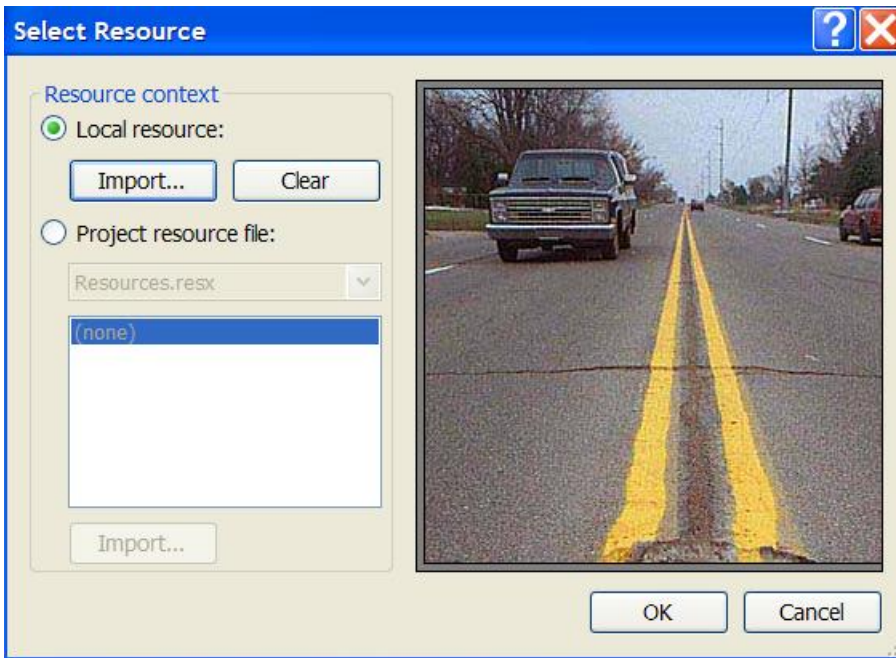 Select Resource
Resource context
Local resource:
Import... Clear
Project resource file:
Resources.resx
(none)
Import...
OK Cancel